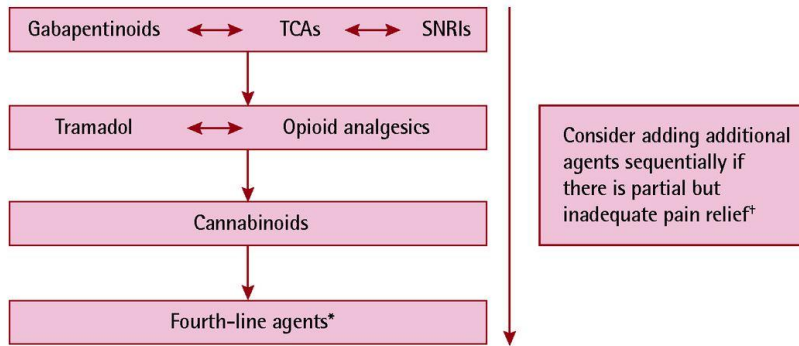 Gabapentinoids TCAs SNRIs
Tramadol Opioid analgesics
Cannabinoids
Fourth-line agents*
Consider adding additional
agents sequentially if
there is partial but
inadequate pain relief†